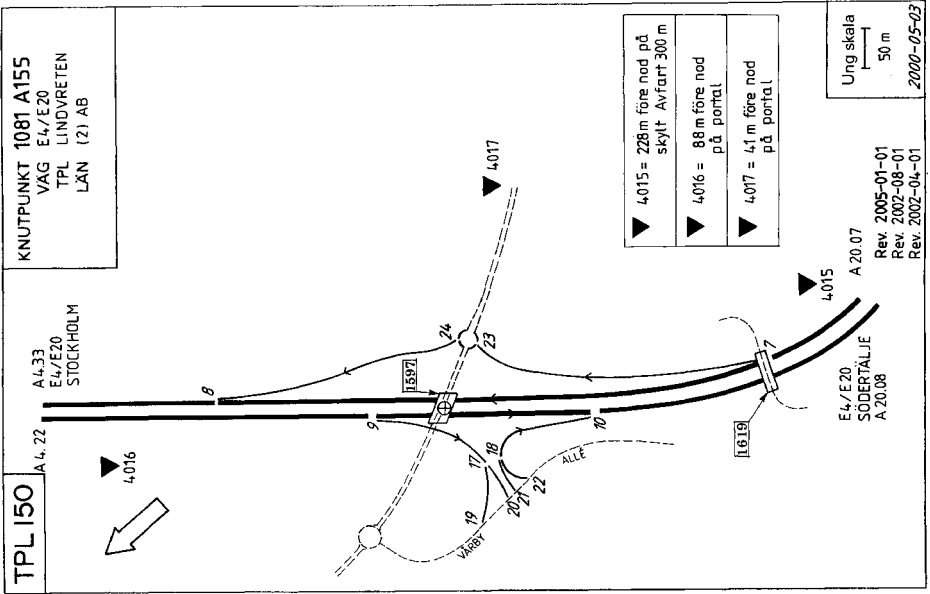 TPL 150
KNUTPUNKT 1081 A155
VÄG E4/E20
TPL LINDVRETEN
LÄN (2) AB
A 4.22
A 4.33
E4/E20
STOCKHOLM
4016
8
9
1597
24
23
4017
17
18
10
19
20
21
22
VÅRBY
ALLÉ
7
1619
4015
A 20.07
E4/E20
SÖDERTÄLJE
A 20.08
4015 = 228 m före nod på
skylt Avfart 300 m
4016 = 88 m före nod
på portal
4017 = 41 m före nod
på portal
Rev. 2005-01-01
Rev. 2002-08-01
Rev. 2002-04-01
Ung skala
50 m
2000-05-03